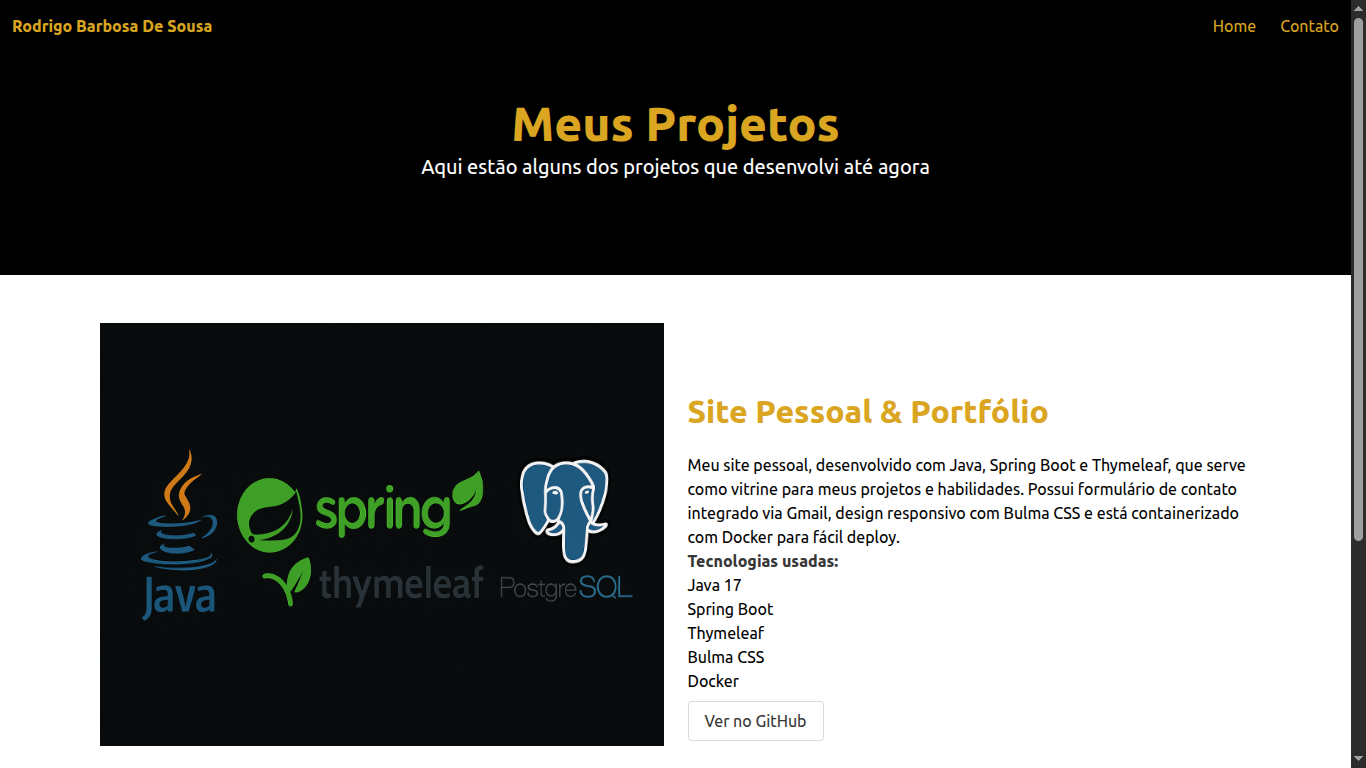 Rodrigo Barbosa De Sousa
Home
Contato
Meus Projetos
Aqui estão alguns dos projetos que desenvolvi até agora
Java
spring
thymeleaf
PostgreSQL
Site Pessoal & Portfólio
Meu site pessoal, desenvolvido com Java, Spring Boot e Thymeleaf, que serve
como vitrine para meus projetos e habilidades. Possui formulário de contato
integrado via Gmail, design responsivo com Bulma CSS e está containerizado
com Docker para fácil deploy.
Tecnologias usadas:
Java 17
Spring Boot
Thymeleaf
Bulma CSS
Docker
Ver no GitHub